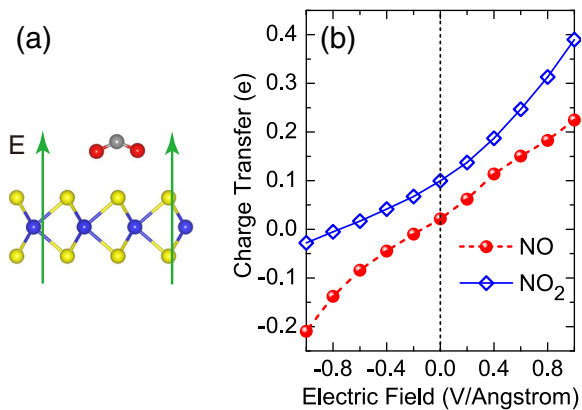 (a)
E
(b)
Charge Transfer (e)
0.4
0.3
0.2
0.1
0.0
-0.1
-0.2
NO
NO₂
-0.8 -0.4 0.0 0.4 0.8
Electric Field (V/Angstrom)